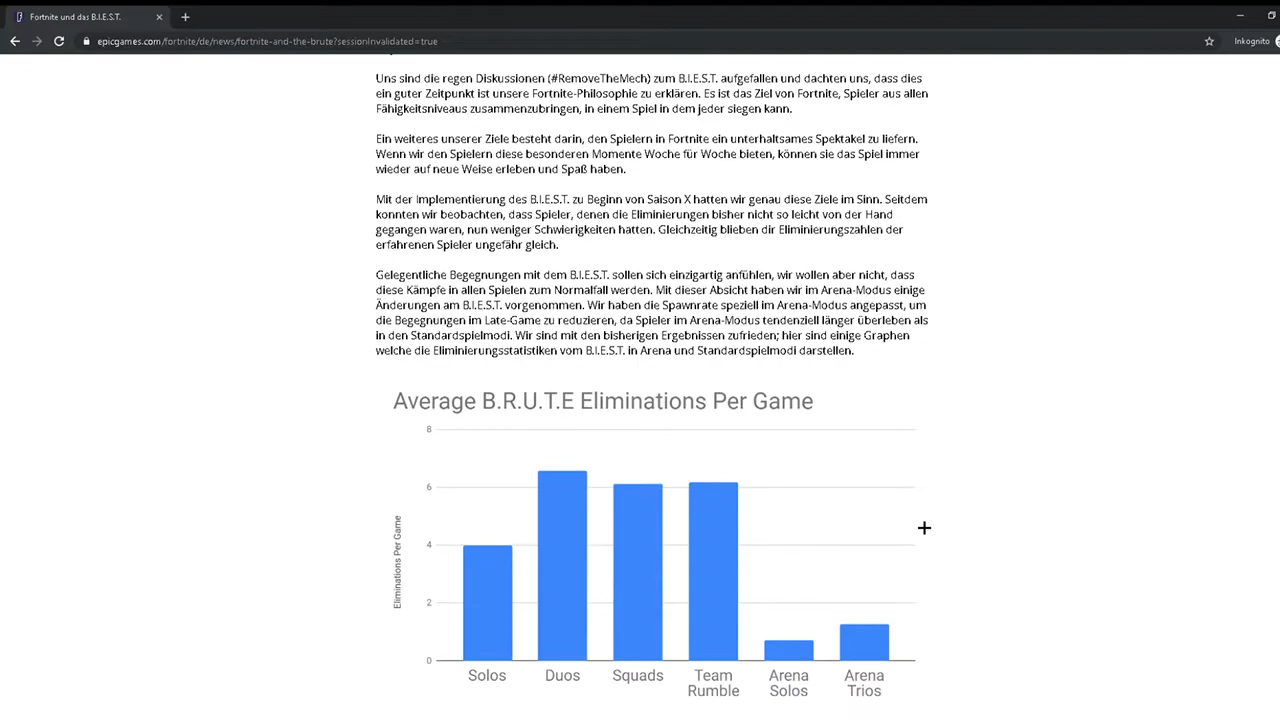 Fortnite und das B.I.E.S.T.
epicgames.com/fortnite/de/news/fortnite-and-the-brute?sessionInvalidated=true
Inkognito
Uns sind die regen Diskussionen (#RemoveTheMech) zum B.I.E.S.T. aufgefallen und dachten uns, dass dies
ein guter Zeitpunkt ist unsere Fortnite-Philosophie zu erklären. Es ist das Ziel von Fortnite, Spieler aus allen
Fähigkeitsniveaus zusammenzubringen, in einem Spiel in dem jeder siegen kann.
Ein weiteres unserer Ziele besteht darin, den Spielern in Fortnite ein unterhaltsames Spektakel zu liefern.
Wenn wir den Spielern diese besonderen Momente Woche für Woche bieten, können sie das Spiel immer
wieder auf neue Weise erleben und Spaß haben.
Mit der Implementierung des B.I.E.S.T. zu Beginn von Saison X hatten wir genau diese Ziele im Sinn. Seitdem
konnten wir beobachten, dass Spieler, denen die Eliminierungen bisher nicht so leicht von der Hand
gegangen waren, nun weniger Schwierigkeiten hatten. Gleichzeitig blieben dir Eliminierungszahlen der
erfahrenen Spieler ungefähr gleich.
Gelegentliche Begegnungen mit dem B.I.E.S.T. sollen sich einzigartig anfühlen, wir wollen aber nicht, dass
diese Kämpfe in allen Spielen zum Normalfall werden. Mit dieser Absicht haben wir im Arena-Modus einige
Änderungen am B.I.E.S.T. vorgenommen. Wir haben die Spawnrate speziell im Arena-Modus angepasst, um
die Begegnungen im Late-Game zu reduzieren, da Spieler im Arena-Modus tendenziell länger überleben als
in den Standardspielmodi. Wir sind mit den bisherigen Ergebnissen zufrieden; hier sind einige Graphen
welche die Eliminierungsstatistiken vom B.I.E.S.T. in Arena und Standardspielmodi darstellen.
Average B.R.U.T.E Eliminations Per Game
8
6
4
2
0
Eliminations Per Game
Solos
Duos
Squads
Team
Rumble
Arena
Solos
Arena
Trios